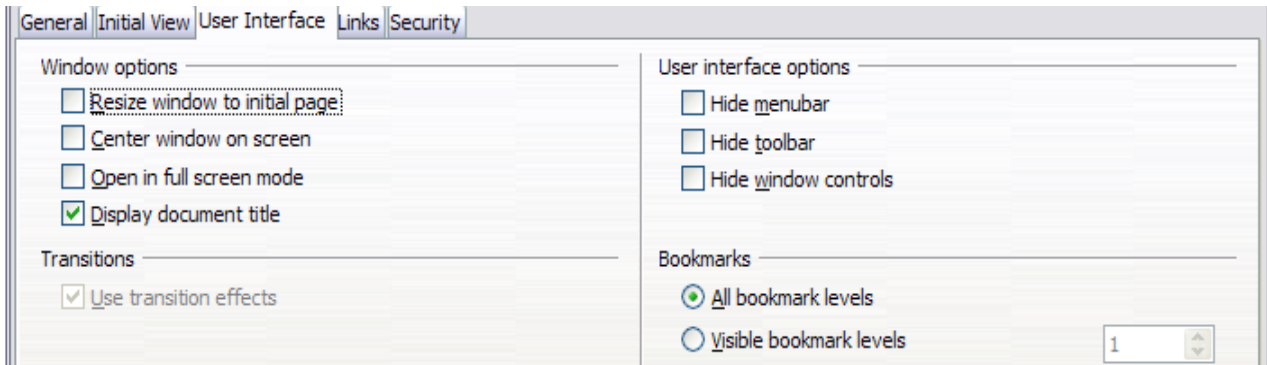 General Initial View User Interface Links Security
Window options
Resize window to initial page
Center window on screen
Open in full screen mode
Display document title
Transitions
Use transition effects
User interface options
Hide menubar
Hide toolbar
Hide window controls
Bookmarks
All bookmark levels
Visible bookmark levels 1